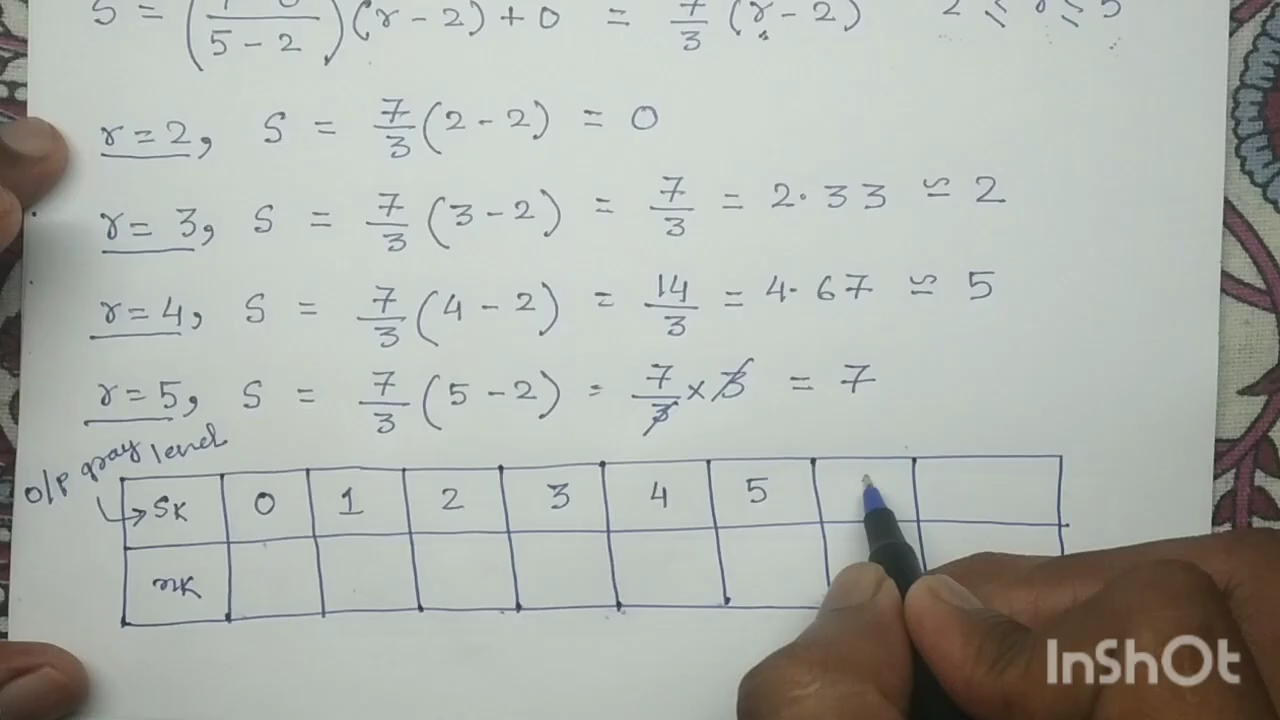 S = (7-0/5-2)(r-2)+0 = 7/3 (r-2) 2 ≤ r ≤ 5
r=2, S = 7/3 (2-2) = 0
r=3, S = 7/3 (3-2) = 7/3 = 2.33 ≌ 2
r=4, S = 7/3 (4-2) = 14/3 = 4.67 ≌ 5
r=5, S = 7/3 (5-2) = 7/3 × 3 = 7
o/p gray level
SK 0 1 2 3 4 5
nK
InShOt